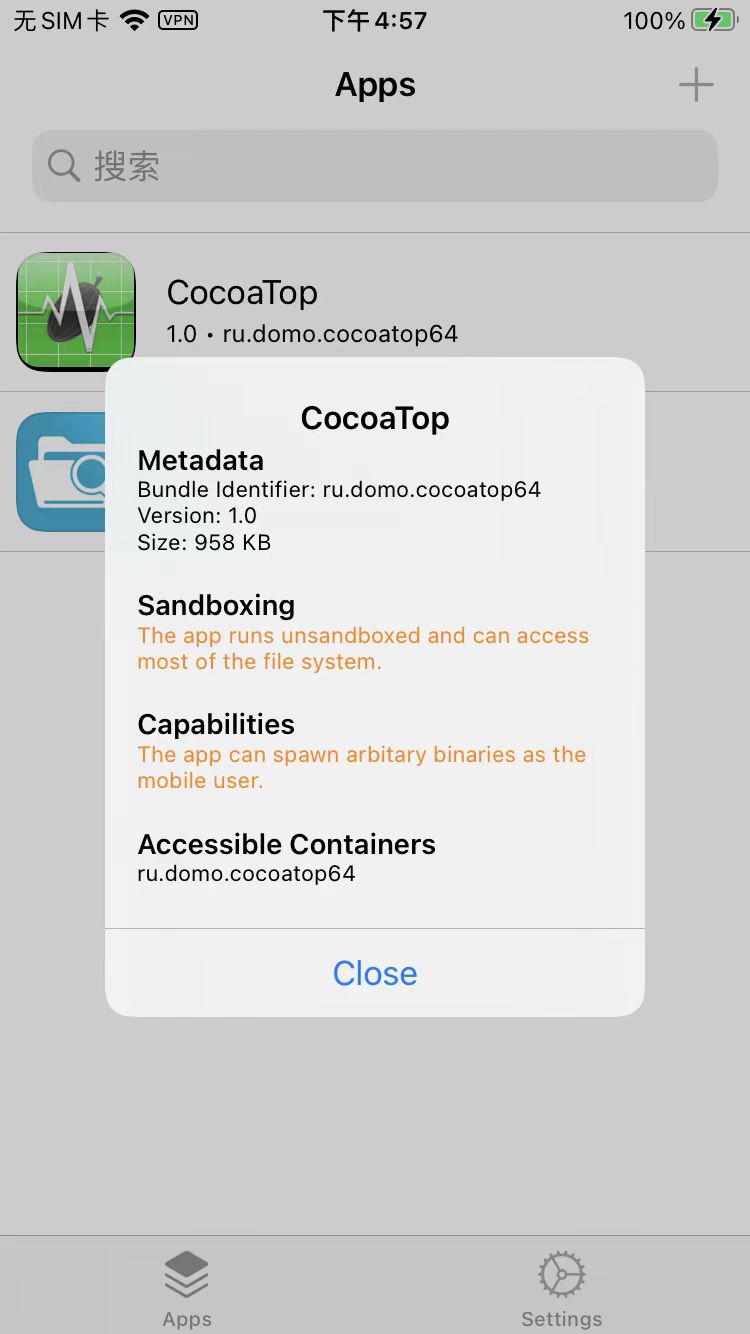 无SIM卡 VPN 下午4:57 100%
Apps
搜索
CocoaTop
1.0 • ru.domo.cocoatop64
CocoaTop
Metadata
Bundle Identifier: ru.domo.cocoatop64
Version: 1.0
Size: 958 KB
Sandboxing
The app runs unsandboxed and can access
most of the file system.
Capabilities
The app can spawn arbitary binaries as the
mobile user.
Accessible Containers
ru.domo.cocoatop64
Close
Apps Settings